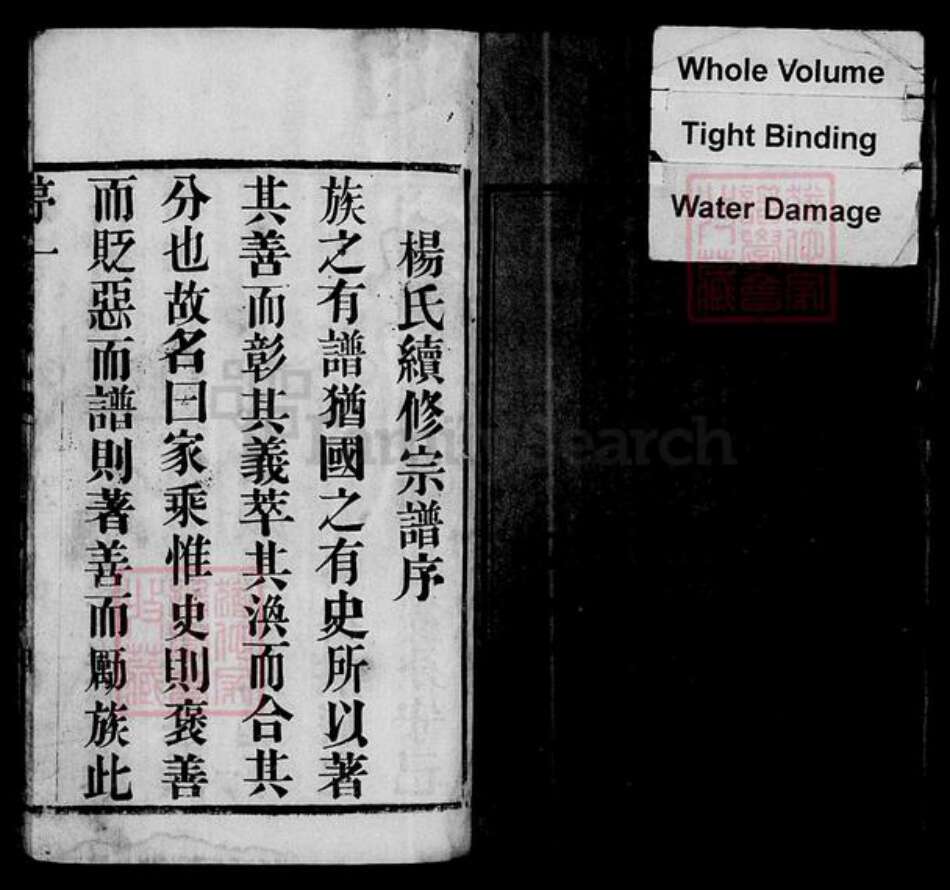 楊氏續修宗譜序
族之有譜猶國之有史所以著
其善而彰其義萃其渙而合其
分也故名曰家乘惟史則褒善
而貶惡而譜則著善而勵族此
Whole Volume
Tight Binding
Water Damage
FamilySearch